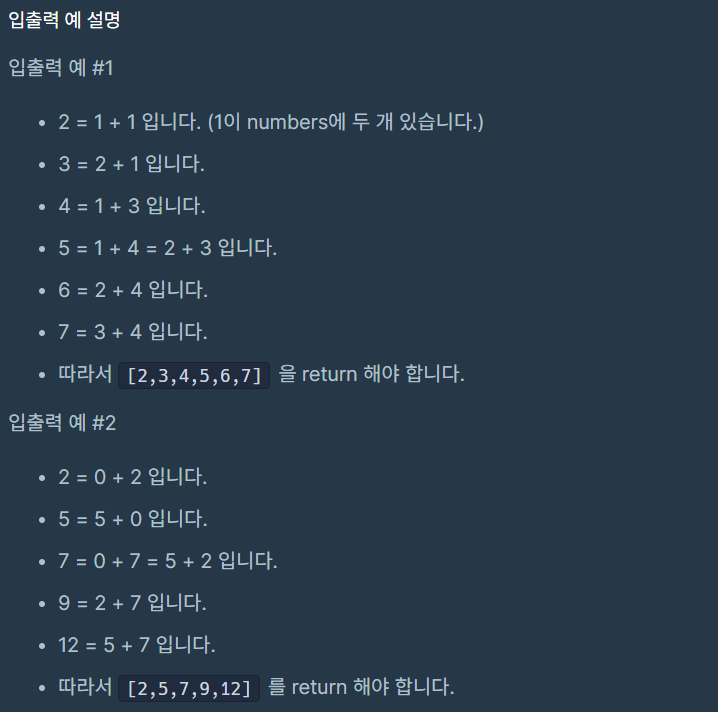 입출력 예 설명
입출력 예 #1
• 2 = 1 + 1 입니다. (1이 numbers에 두 개 있습니다.)
• 3 = 2 + 1 입니다.
• 4 = 1 + 3 입니다.
• 5 = 1 + 4 = 2 + 3 입니다.
• 6 = 2 + 4 입니다.
• 7 = 3 + 4 입니다.
• 따라서 [2,3,4,5,6,7] 을 return 해야 합니다.
입출력 예 #2
• 2 = 0 + 2 입니다.
• 5 = 5 + 0 입니다.
• 7 = 0 + 7 = 5 + 2 입니다.
• 9 = 2 + 7 입니다.
• 12 = 5 + 7 입니다.
• 따라서 [2,5,7,9,12] 를 return 해야 합니다.